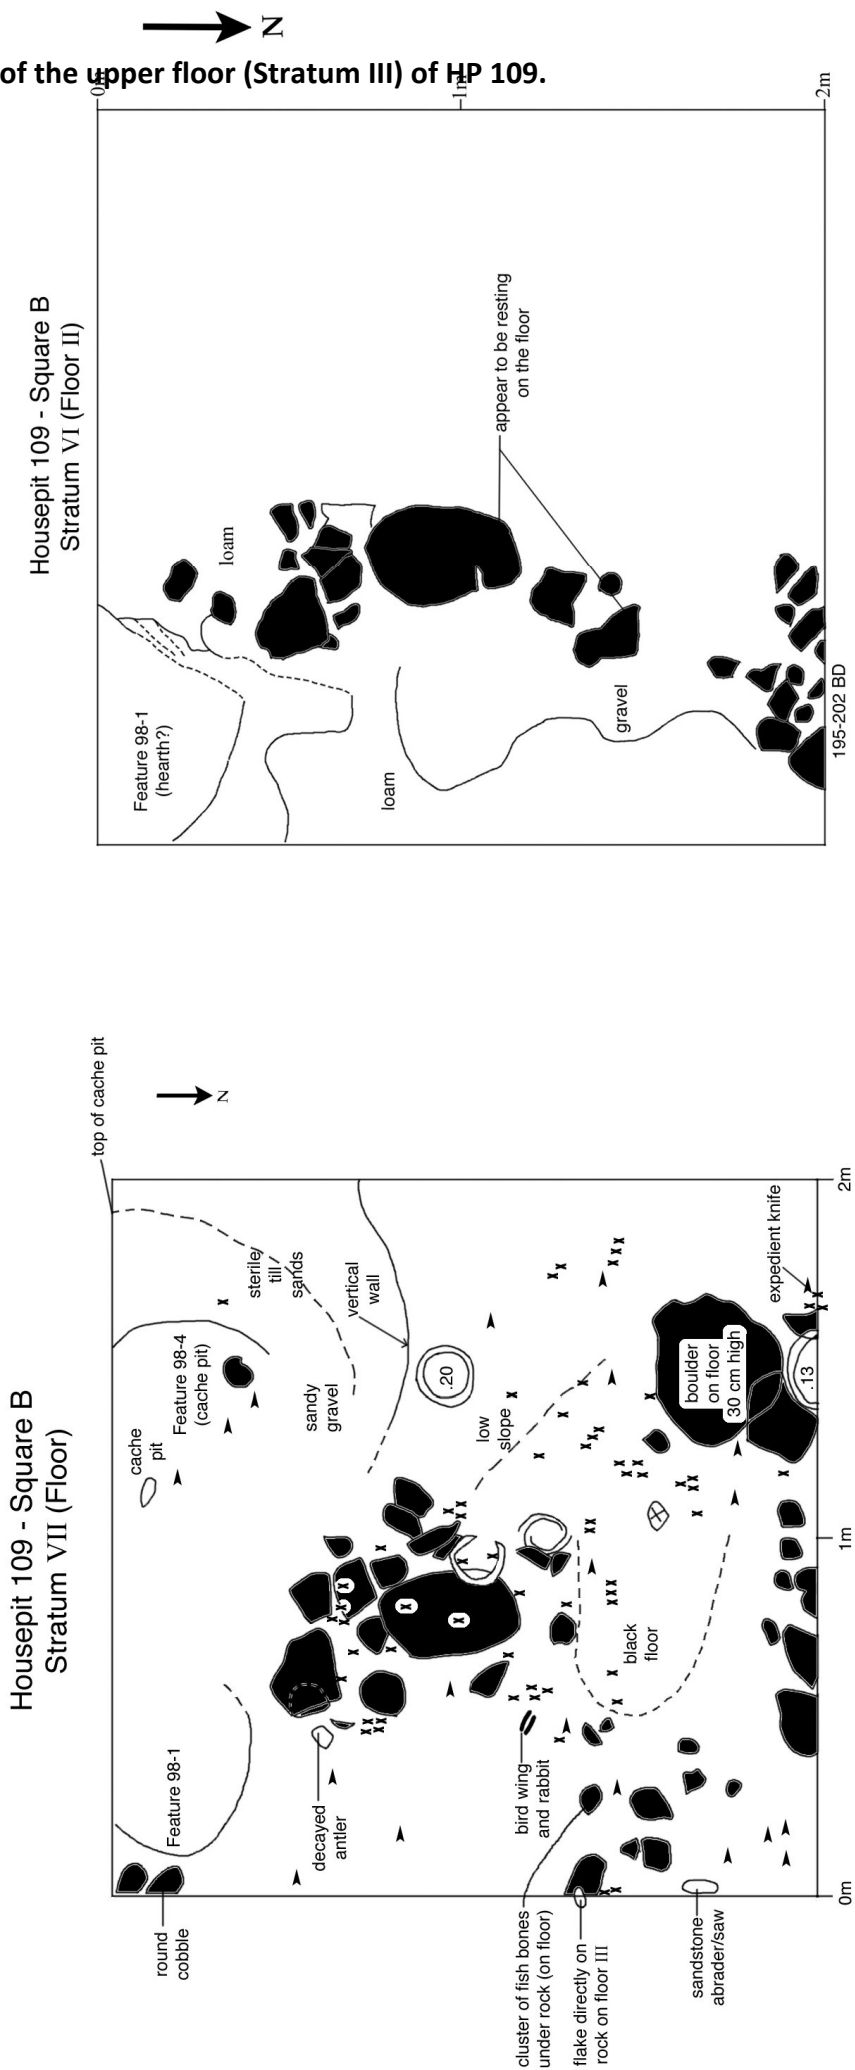 of the upper floor (Stratum III) of HP 109.
N
Housepit 109 - Square B
Stratum VI (Floor II)
0m
1m
2m
Feature 98-1
(hearth?)
loam
loam
gravel
appear to be resting
on the floor
195-202 BD
Housepit 109 - Square B
Stratum VII (Floor)
N
top of cache pit
cache
pit
Feature 98-4
(cache pit)
sterile
till
sands
sandy
gravel
vertical
wall
.20
low
slope
expedient knife
boulder
on floor
30 cm high
.13
Feature 98-1
black
floor
decayed
antler
bird wing
and rabbit
round
cobble
cluster of fish bones
under rock (on floor)
flake directly on
rock on floor III
sandstone
abrader/saw
0m
1m
2m